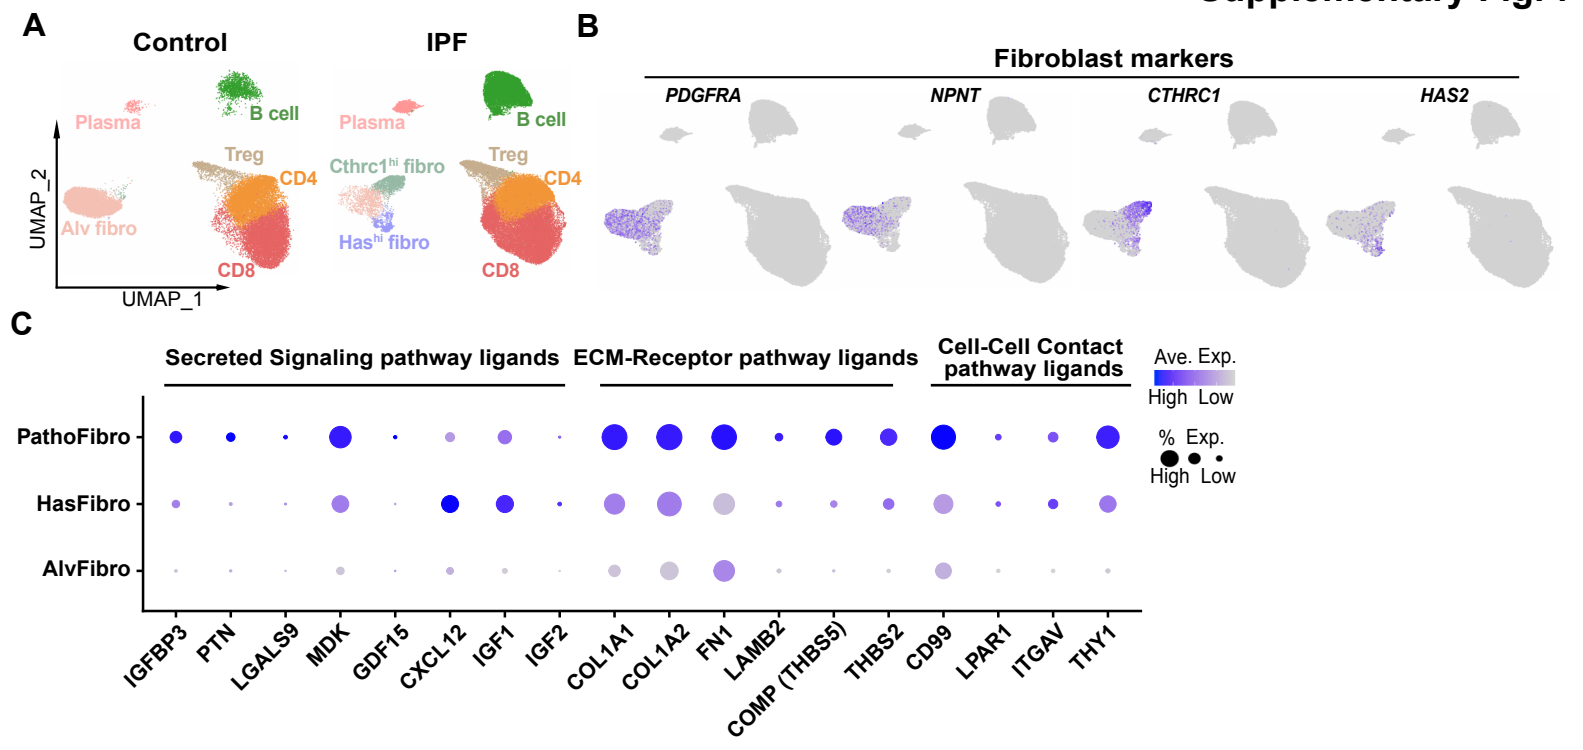 A
Control
IPF
Plasma
B cell
Plasma
B cell
Treg
CD4
Alv fibro
CD8
Cthrc1hi fibro
Treg
CD4
Hashi fibro
CD8
UMAP_2
UMAP_1
B
Fibroblast markers
PDGFRA
NPNT
CTHRC1
HAS2
C
Secreted Signaling pathway ligands
ECM-Receptor pathway ligands
Cell-Cell Contact
pathway ligands
Ave. Exp.
High Low
% Exp.
High Low
PathoFibro
HasFibro
AlvFibro
IGFBP3
PTN
LGALS9
MDK
GDF15
CXCL12
IGF1
IGF2
COL1A1
COL1A2
FN1
LAMB2
COMP (THBS5)
THBS2
CD99
LPAR1
ITGAV
THY1